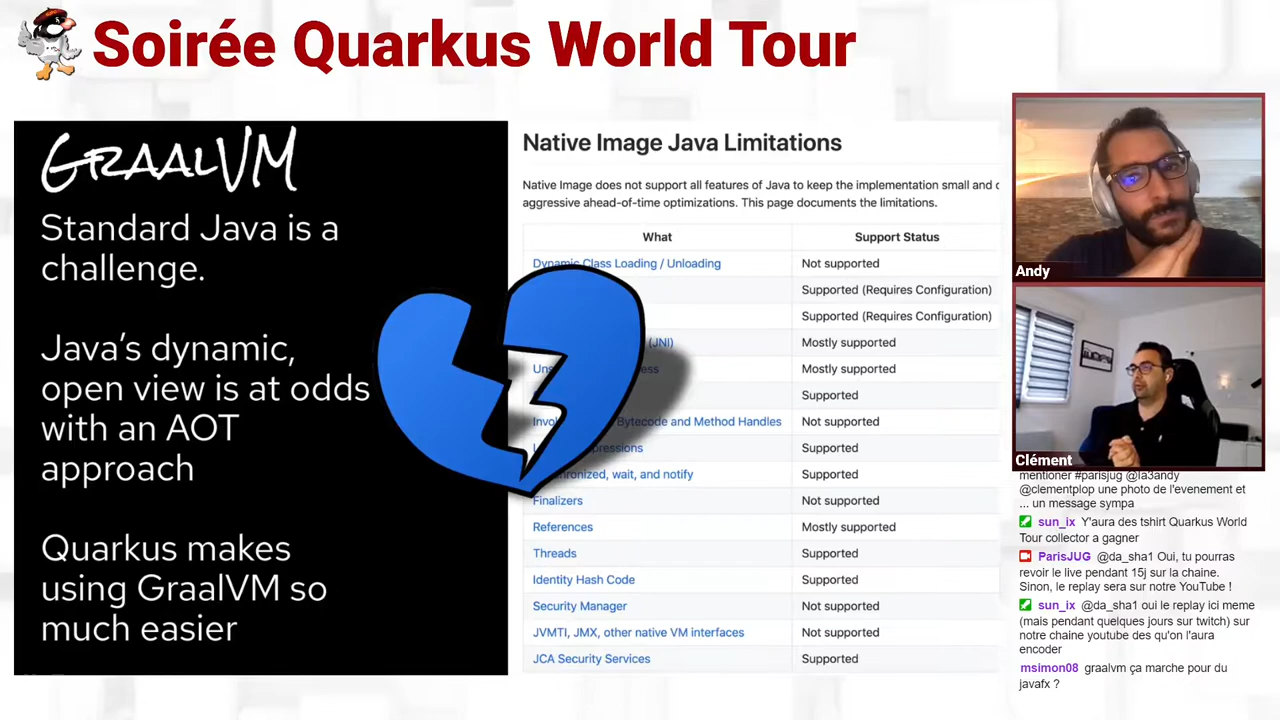 Soirée Quarkus World Tour
GraalVM
Standard Java is a
challenge.
Java's dynamic,
open view is at odds
with an AOT
approach
Quarkus makes
using GraalVM so
much easier
Native Image Java Limitations
Native Image does not support all features of Java to keep the implementation small and
aggressive ahead-of-time optimizations. This page documents the limitations.
What Support Status
Dynamic Class Loading / Unloading Not supported
Supported (Requires Configuration)
Supported (Requires Configuration)
(JNI) Mostly supported
Mostly supported
Supported
Bytecode and Method Handles Not supported
Supported
wait, and notify Supported
Finalizers Not supported
References Mostly supported
Threads Supported
Identity Hash Code Supported
Security Manager Not supported
JVMTI, JMX, other native VM interfaces Not supported
JCA Security Services Supported
Andy
Clément
mentioner #parisjug @la3andy
@clementplop une photo de l'evenement et
... un message sympa
sun_ix Y'aura des tshirt Quarkus World
Tour collector a gagner
ParisJUG @da_sha1 Oui, tu pourras
revoir le live pendant 15j sur la chaine.
Sinon, le replay sera sur notre YouTube !
sun_ix @da_sha1 oui le replay ici meme
(mais pendant quelques jours sur twitch) sur
notre chaine youtube des qu'on l'aura
encoder
msimon08 graalvm ça marche pour du
javafx ?